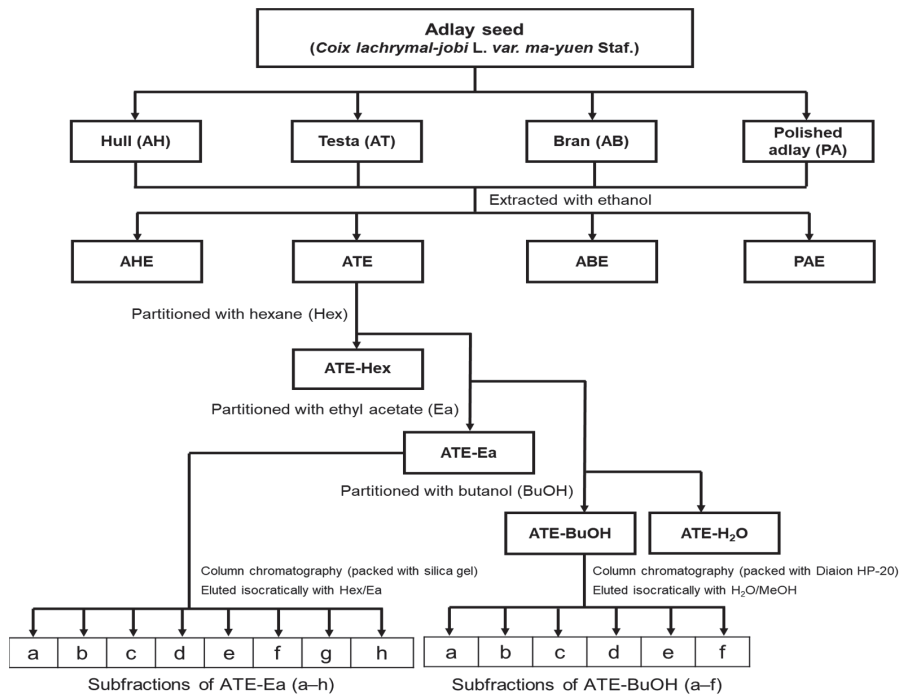 Adlay seed
(Coix lachrymal-jobi L. var. ma-yuen Staf.)
Hull (AH)
Testa (AT)
Bran (AB)
Polished
adlay (PA)
Extracted with ethanol
AHE
ATE
ABE
PAE
Partitioned with hexane (Hex)
ATE-Hex
Partitioned with ethyl acetate (Ea)
ATE-Ea
Partitioned with butanol (BuOH)
ATE-BuOH
ATE-H₂O
Column chromatography (packed with silica gel)
Eluted isocratically with Hex/Ea
Column chromatography (packed with Diaion HP-20)
Eluted isocratically with H₂O/MeOH
a b c d e f g h
Subfractions of ATE-Ea (a–h)
a b c d e f
Subfractions of ATE-BuOH (a–f)